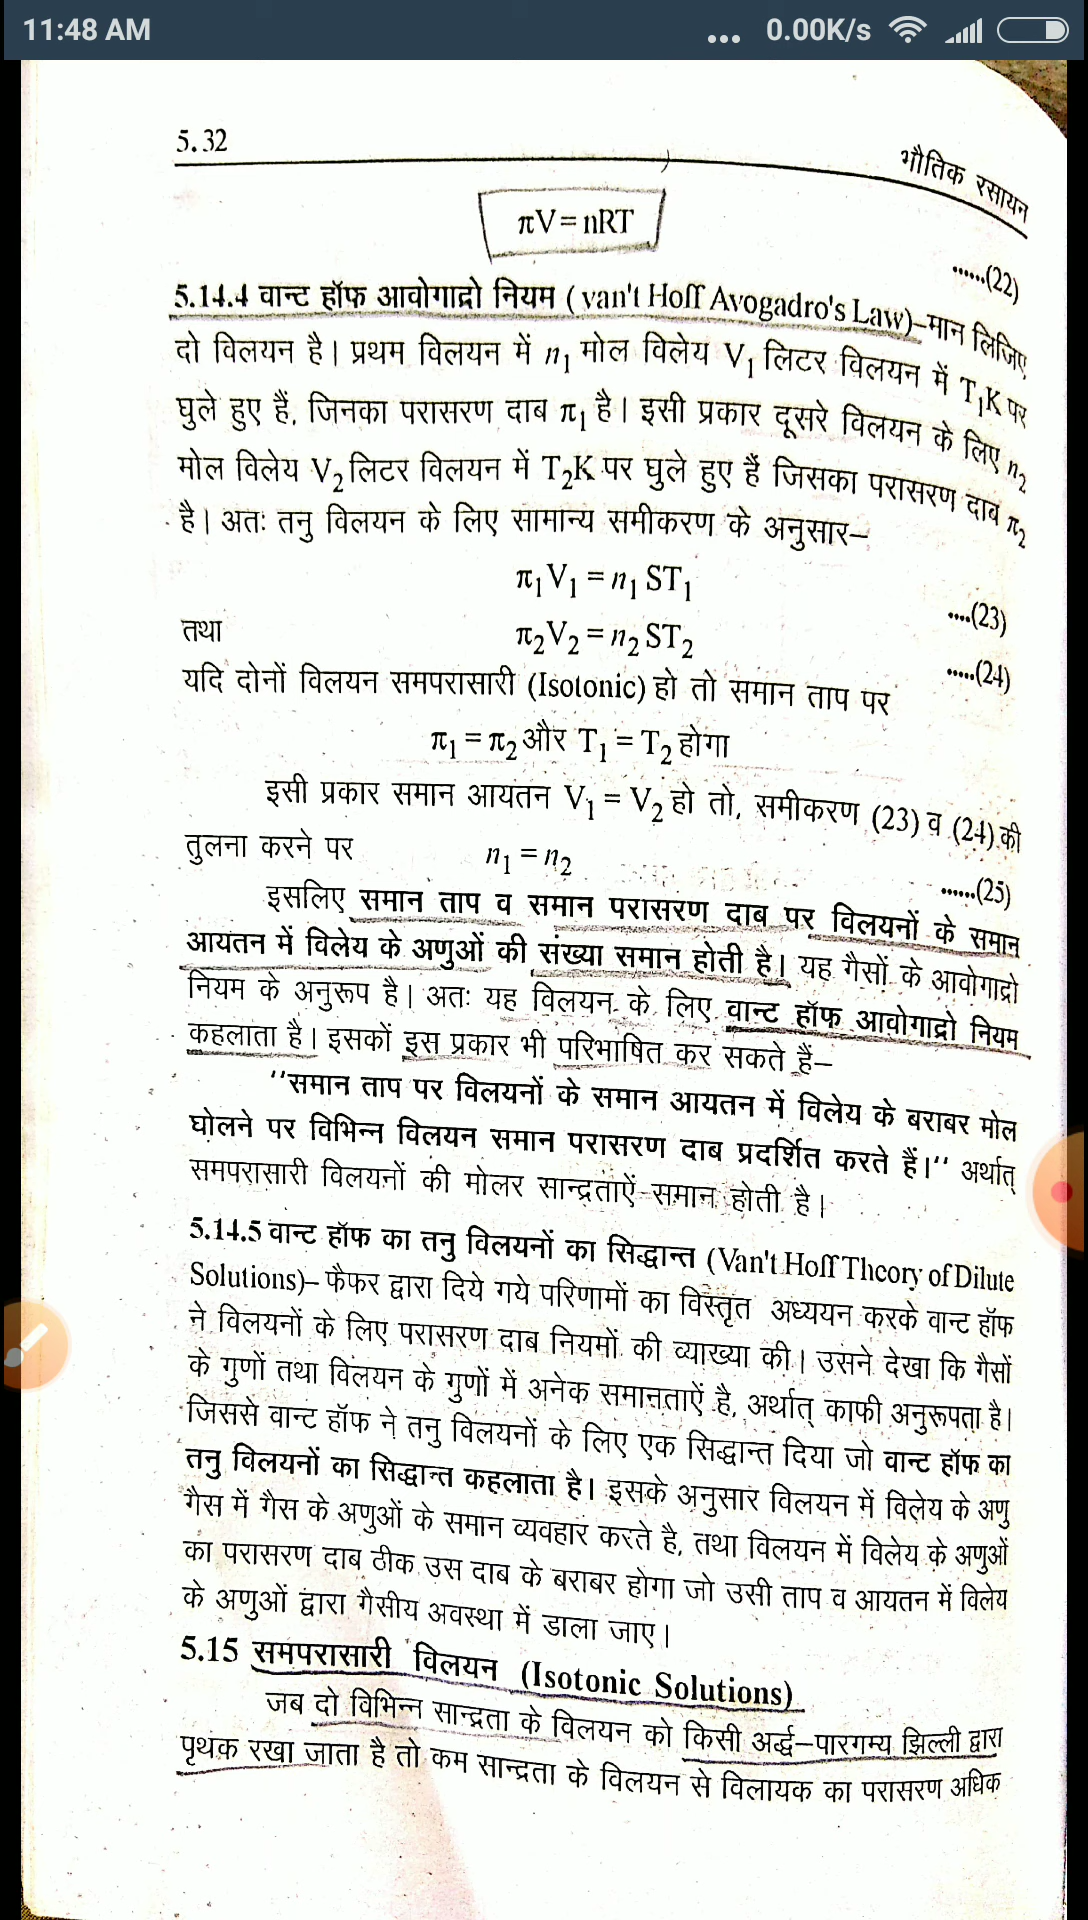 11:48 AM
... 0.00K/s
5.32
भौतिक रसायन
πV=nRT
......(22)
5.14.4 वान्ट हॉफ आवोगाद्रो नियम ( van't Hoff Avogadro's Law)–मान लिजिए
दो विलयन है। प्रथम विलयन में n₁ मोल विलेय V₁ लिटर विलयन में T₁K पर
घुले हुए हैं, जिनका परासरण दाब π₁ है। इसी प्रकार दूसरे विलयन के लिए n₂
मोल विलेय V₂ लिटर विलयन में T₂K पर घुले हुए हैं जिसका परासरण दाब π₂
है। अतः तनु विलयन के लिए सामान्य समीकरण के अनुसार–
π₁V₁ = n₁ ST₁
....(23)
तथा π₂V₂ = n₂ ST₂
.....(24)
यदि दोनों विलयन समपरासारी (Isotonic) हो तो समान ताप पर
π₁ = π₂ और T₁ = T₂ होगा
इसी प्रकार समान आयतन V₁ = V₂ हो तो, समीकरण (23) व (24) की
तुलना करने पर n₁ = n₂
......(25)
इसलिए समान ताप व समान परासरण दाब पर विलयनों के समान
आयतन में विलेय के अणुओं की संख्या समान होती है। यह गैसों के आवोगाद्रो
नियम के अनुरूप है। अतः यह विलयन के लिए वान्ट हॉफ आवोगाद्रो नियम
कहलाता है। इसकों इस प्रकार भी परिभाषित कर सकते हैं–
''समान ताप पर विलयनों के समान आयतन में विलेय के बराबर मोल
घोलने पर विभिन्न विलयन समान परासरण दाब प्रदर्शित करते हैं।'' अर्थात्
समपरासारी विलयनों की मोलर सान्द्रताऐं समान होती है।
5.14.5 वान्ट हॉफ का तनु विलयनों का सिद्धान्त (Van't Hoff Theory of Dilute
Solutions)– फैफर द्वारा दिये गये परिणामों का विस्तृत अध्ययन करके वान्ट हॉफ
ने विलयनों के लिए परासरण दाब नियमों की व्याख्या की। उसने देखा कि गैसों
के गुणों तथा विलयन के गुणों में अनेक समानताऐं है, अर्थात् काफी अनुरूपता है।
जिससे वान्ट हॉफ ने तनु विलयनों के लिए एक सिद्धान्त दिया जो वान्ट हॉफ का
तनु विलयनों का सिद्धान्त कहलाता है। इसके अनुसार विलयन में विलेय के अणु
गैस में गैस के अणुओं के समान व्यवहार करते है, तथा विलयन में विलेय के अणुओं
का परासरण दाब ठीक उस दाब के बराबर होगा जो उसी ताप व आयतन में विलेय
के अणुओं द्वारा गैसीय अवस्था में डाला जाए।
5.15 समपरासारी विलयन (Isotonic Solutions)
जब दो विभिन्न सान्द्रता के विलयन को किसी अर्द्ध–पारगम्य झिल्ली द्वारा
पृथक रखा जाता है तो कम सान्द्रता के विलयन से विलायक का परासरण अधिक